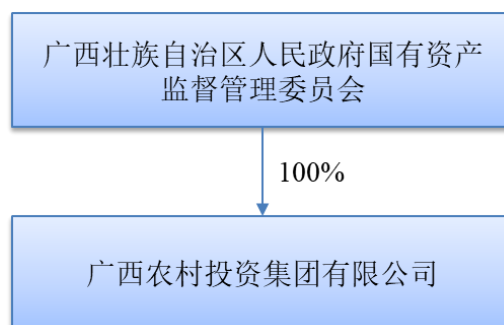 广西壮族自治区人民政府国有资产
监督管理委员会
100%
广西农村投资集团有限公司